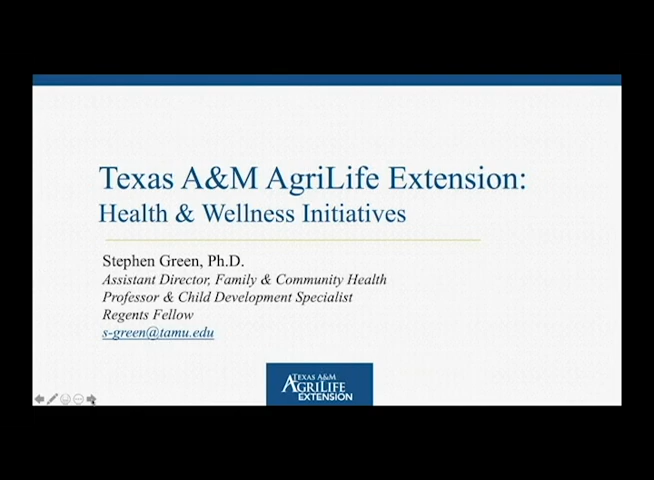 Texas A&M AgriLife Extension:
Health & Wellness Initiatives
Stephen Green, Ph.D.
Assistant Director, Family & Community Health
Professor & Child Development Specialist
Regents Fellow
s-green@tamu.edu
TEXAS A&M
AGRILIFE
EXTENSION